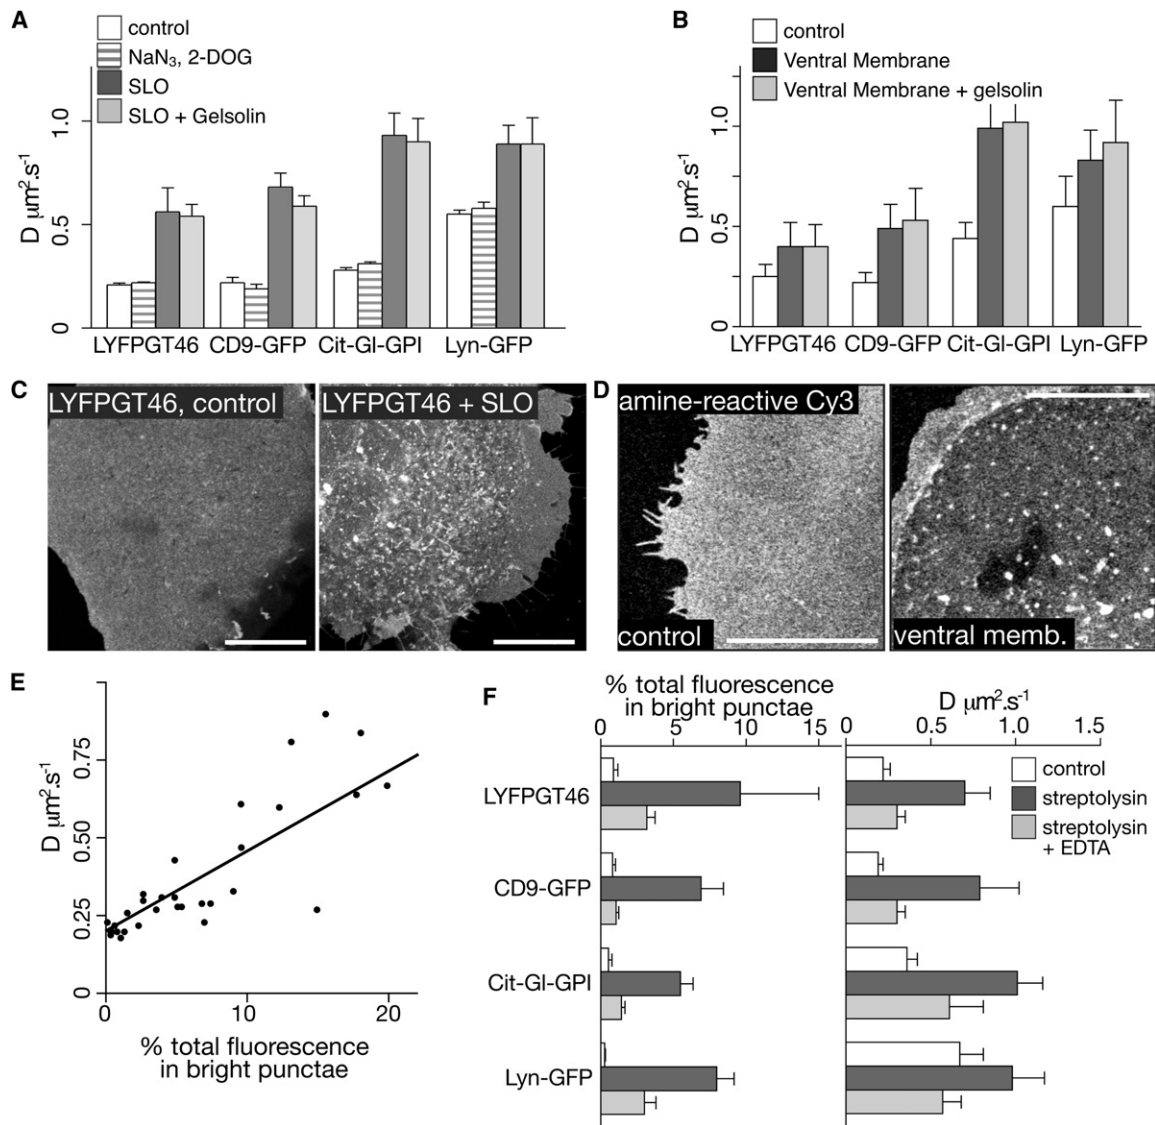 A
control
NaN₃, 2-DOG
SLO
SLO + Gelsolin
D µm².s⁻¹
1.0
0.5
0
LYFPGT46 CD9-GFP Cit-Gl-GPI Lyn-GFP
B
control
Ventral Membrane
Ventral Membrane + gelsolin
D µm².s⁻¹
1.0
0.5
0
LYFPGT46 CD9-GFP Cit-Gl-GPI Lyn-GFP
C
LYFPGT46, control
LYFPGT46 + SLO
D
amine-reactive Cy3
control
ventral memb.
E
D µm².s⁻¹
0.75
0.50
0.25
0
0 10 20
% total fluorescence
in bright punctae
F
% total fluorescence
in bright punctae
0 5 10 15
D µm².s⁻¹
0 0.5 1.0 1.5
control
streptolysin
streptolysin
+ EDTA
LYFPGT46
CD9-GFP
Cit-Gl-GPI
Lyn-GFP